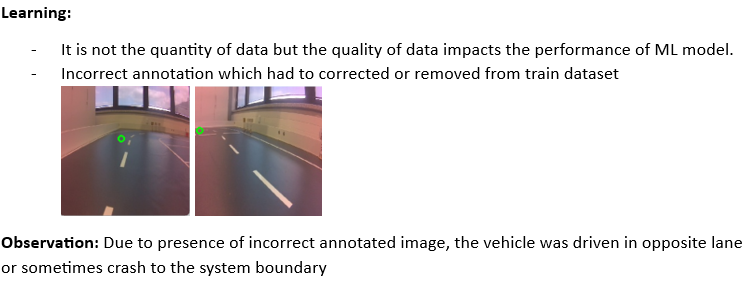 Learning:
- It is not the quantity of data but the quality of data impacts the performance of ML model.
- Incorrect annotation which had to corrected or removed from train dataset
Observation: Due to presence of incorrect annotated image, the vehicle was driven in opposite lane
or sometimes crash to the system boundary